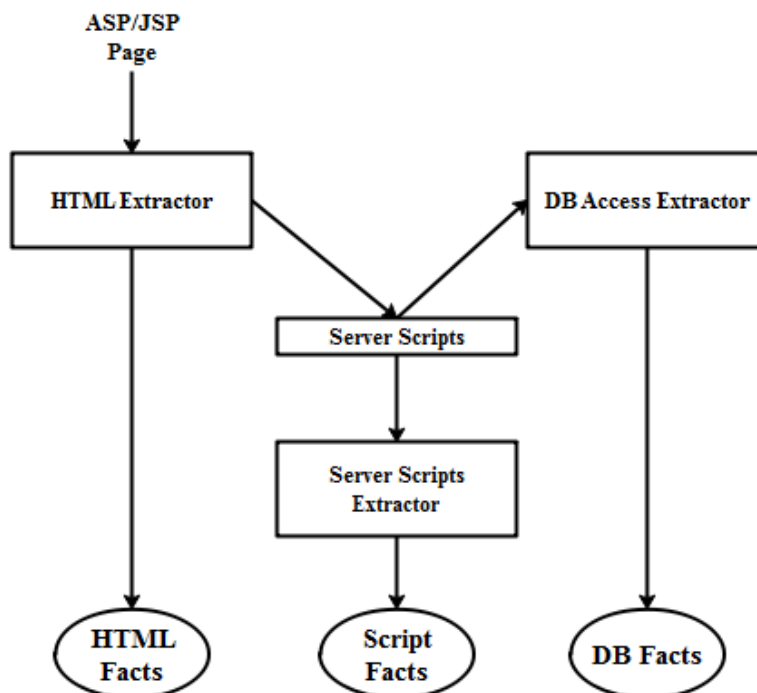 ASP/JSP
Page
HTML Extractor
DB Access Extractor
Server Scripts
Server Scripts
Extractor
HTML
Facts
Script
Facts
DB Facts